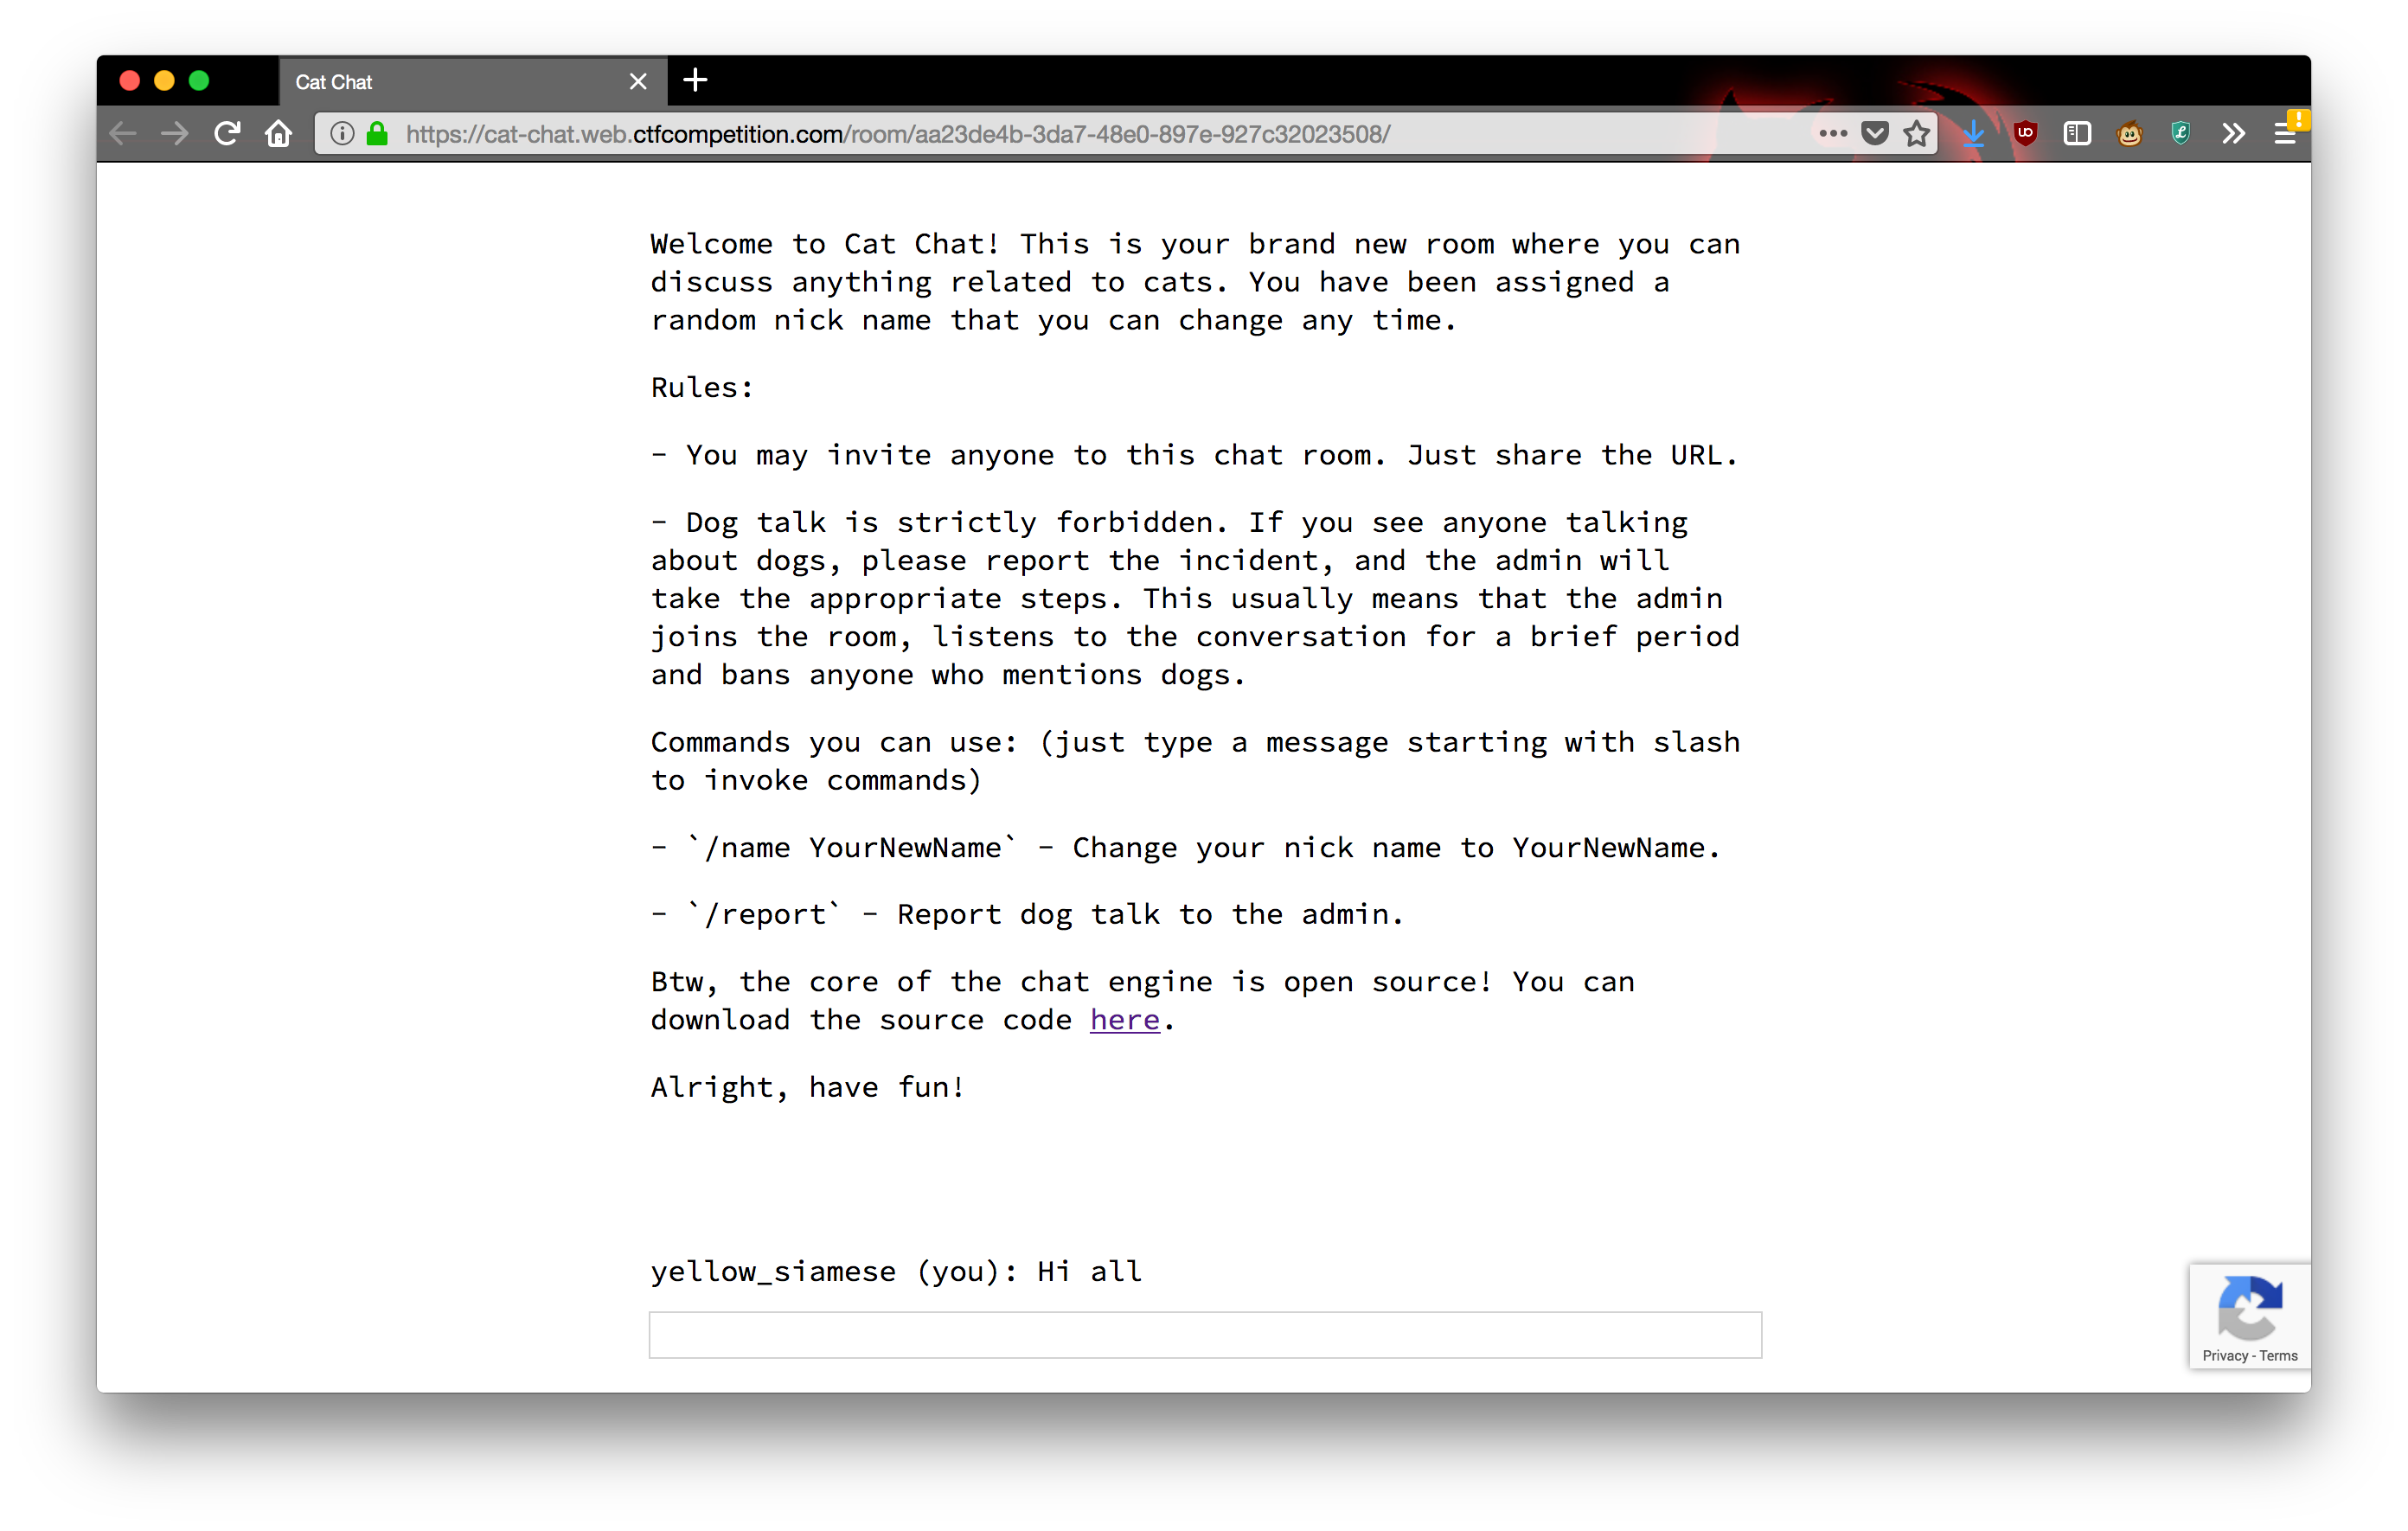 Cat Chat
https://cat-chat.web.ctfcompetition.com/room/aa23de4b-3da7-48e0-897e-927c32023508/
Welcome to Cat Chat! This is your brand new room where you can
discuss anything related to cats. You have been assigned a
random nick name that you can change any time.
Rules:
- You may invite anyone to this chat room. Just share the URL.
- Dog talk is strictly forbidden. If you see anyone talking
about dogs, please report the incident, and the admin will
take the appropriate steps. This usually means that the admin
joins the room, listens to the conversation for a brief period
and bans anyone who mentions dogs.
Commands you can use: (just type a message starting with slash
to invoke commands)
- `/name YourNewName` - Change your nick name to YourNewName.
- `/report` - Report dog talk to the admin.
Btw, the core of the chat engine is open source! You can
download the source code here.
Alright, have fun!
yellow_siamese (you): Hi all
Privacy - Terms